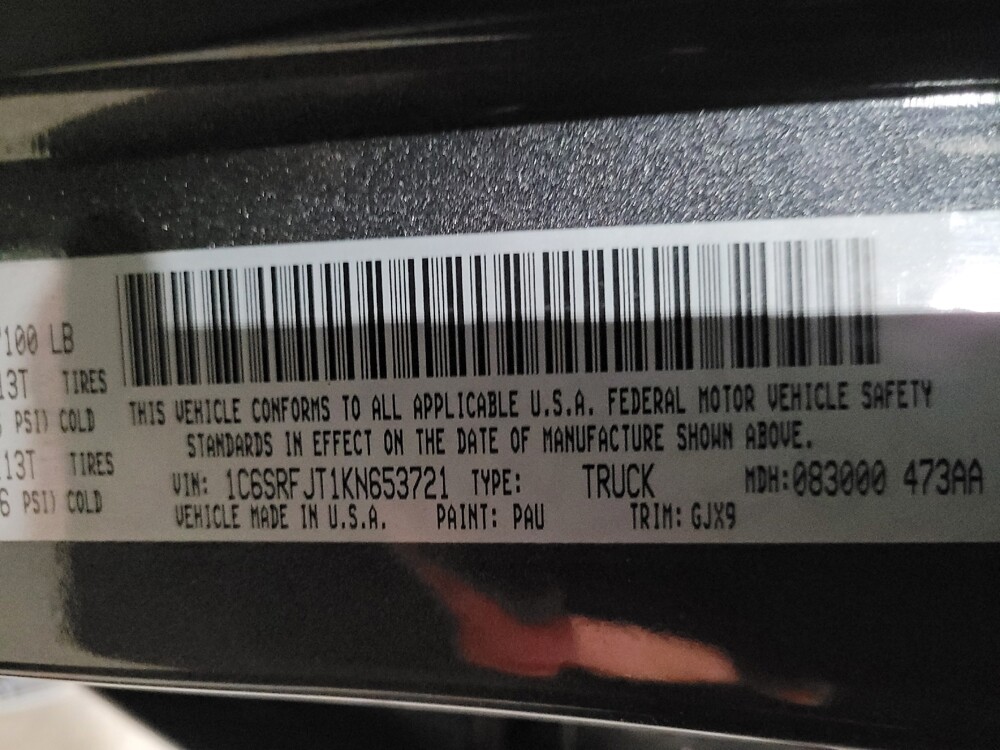 100 LB
13T TIRES
PSI) COLD
13T TIRES
6 PSI) COLD
THIS VEHICLE CONFORMS TO ALL APPLICABLE U.S.A. FEDERAL MOTOR VEHICLE SAFETY
STANDARDS IN EFFECT ON THE DATE OF MANUFACTURE SHOWN ABOVE.
VIN: 1C6SRFJT1KN653721 TYPE: TRUCK MDH:083000 473AA
VEHICLE MADE IN U.S.A. PAINT: PAU TRIM: GJX9